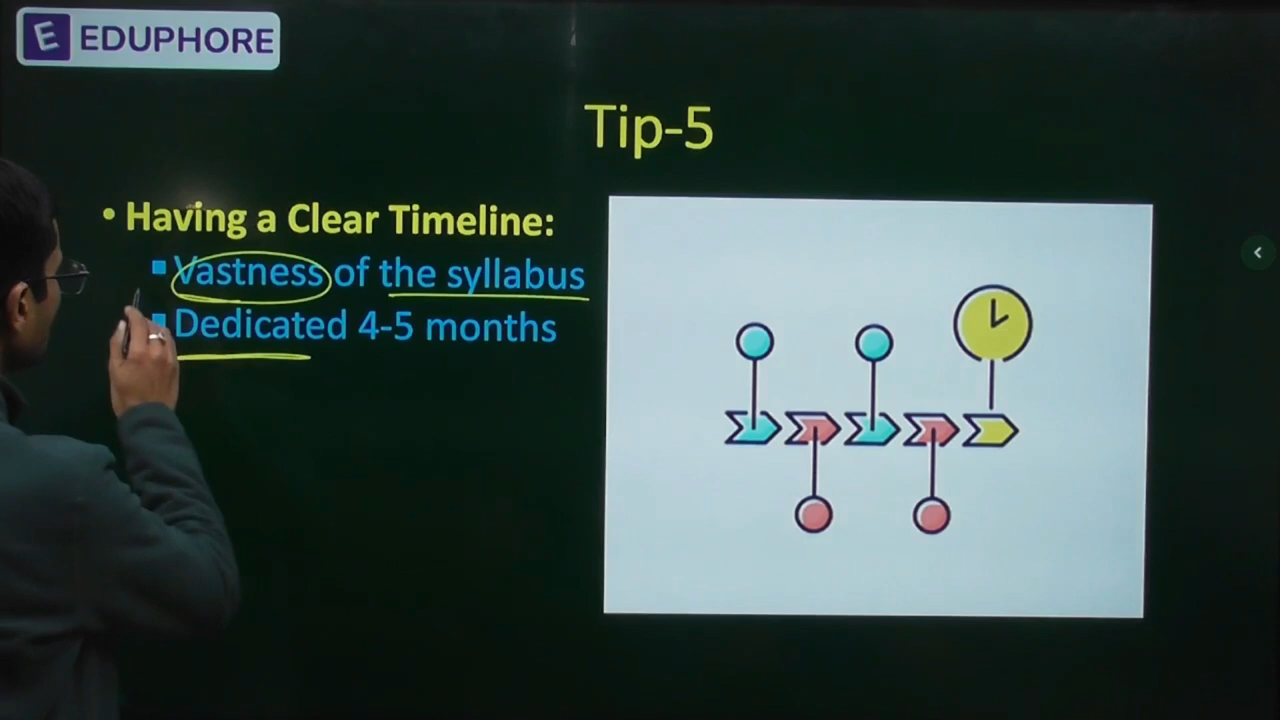 E EDUPHORE
Tip-5
• Having a Clear Timeline:
▪ Vastness of the syllabus
▪ Dedicated 4-5 months